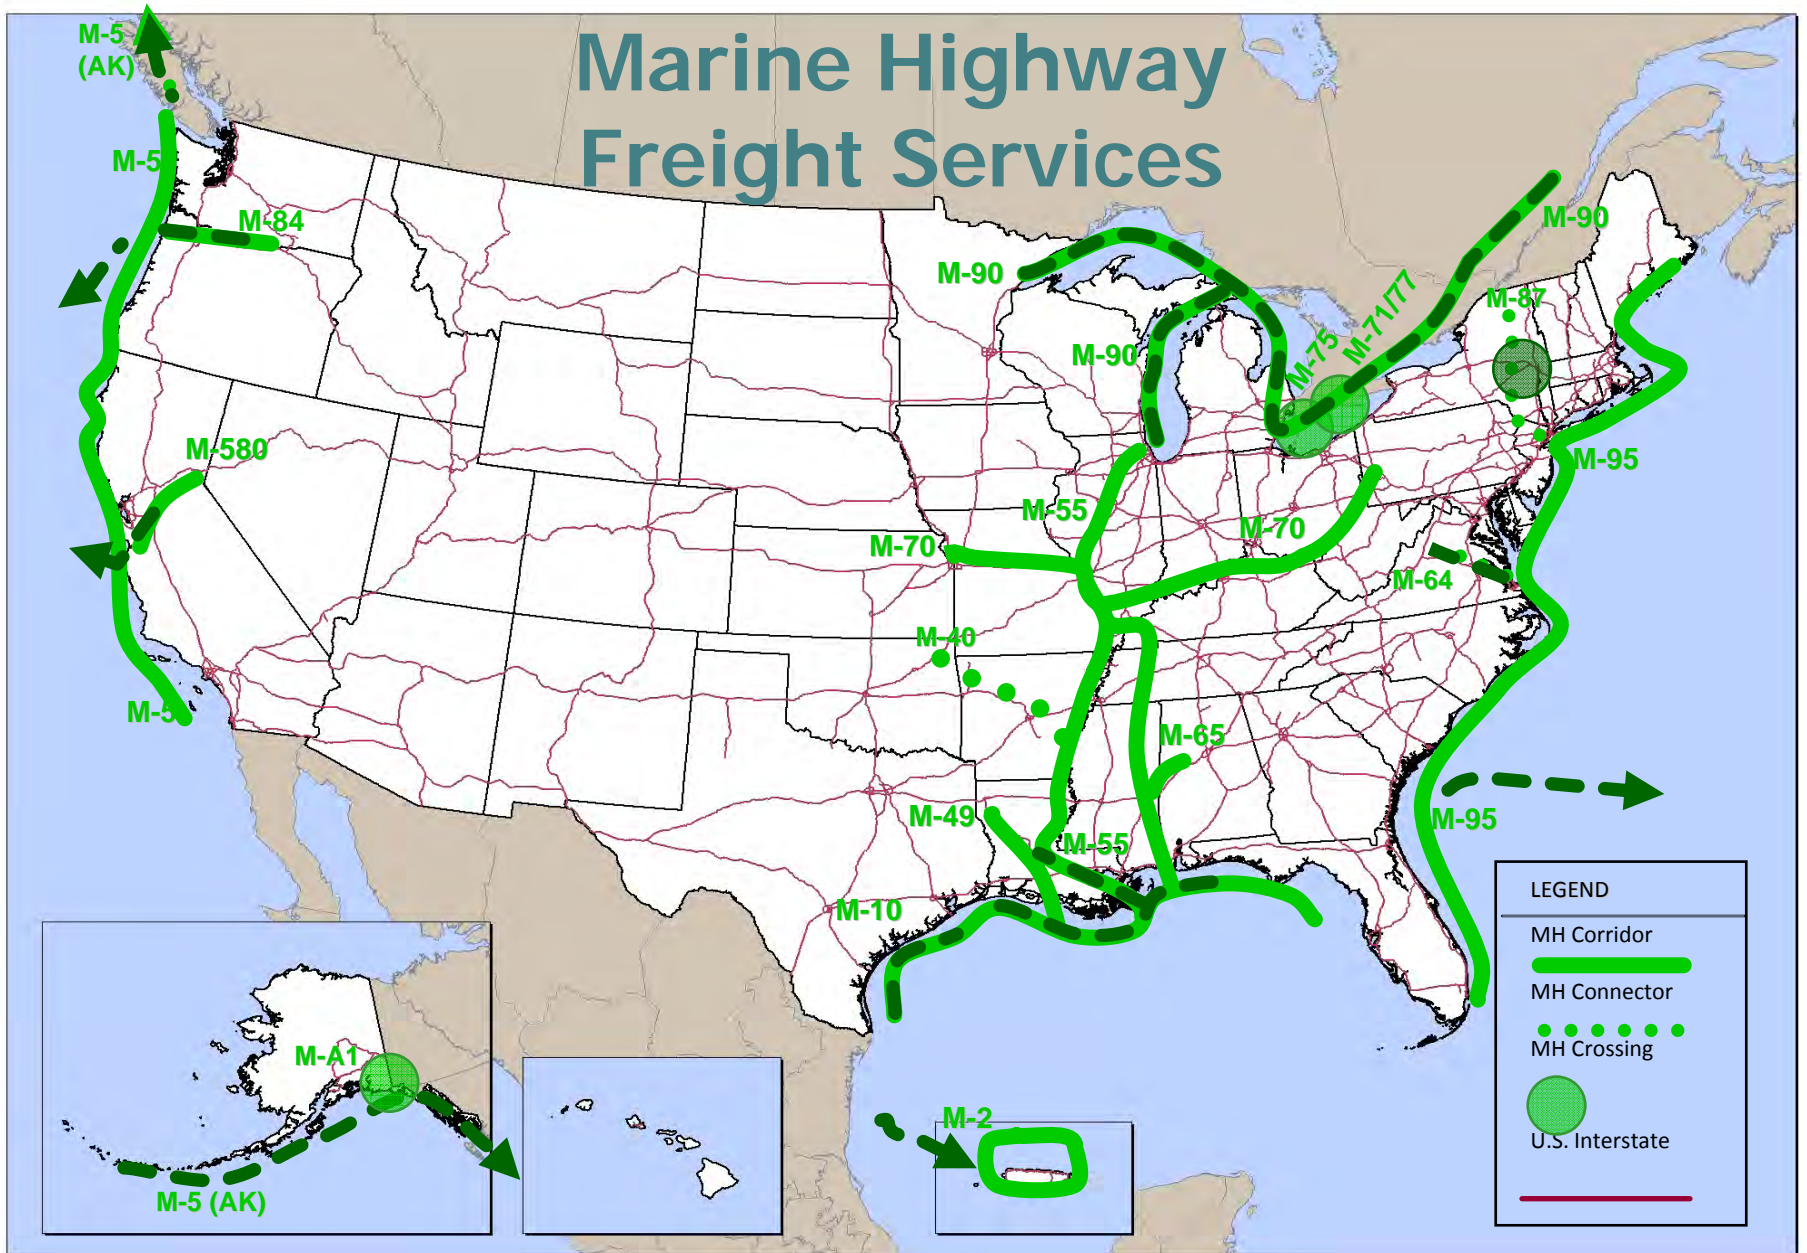 Marine Highway
Freight Services
M-5
(AK)
M-5
M-84
M-90
M-90
M-87
M-71/77
M-75
M-90
M-580
M-95
M-55
M-70
M-70
M-64
M-40
M-5
M-65
M-49
M-55
M-95
M-10
LEGEND
MH Corridor
MH Connector
MH Crossing
U.S. Interstate
M-A1
M-2
M-5 (AK)